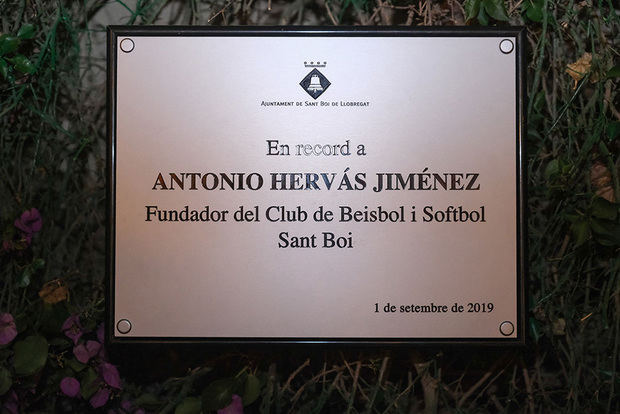 Ajuntament de Sant Boi de Llobregat
En record a
ANTONIO HERVÁS JIMÉNEZ
Fundador del Club de Beisbol i Softbol
Sant Boi
1 de setembre de 2019